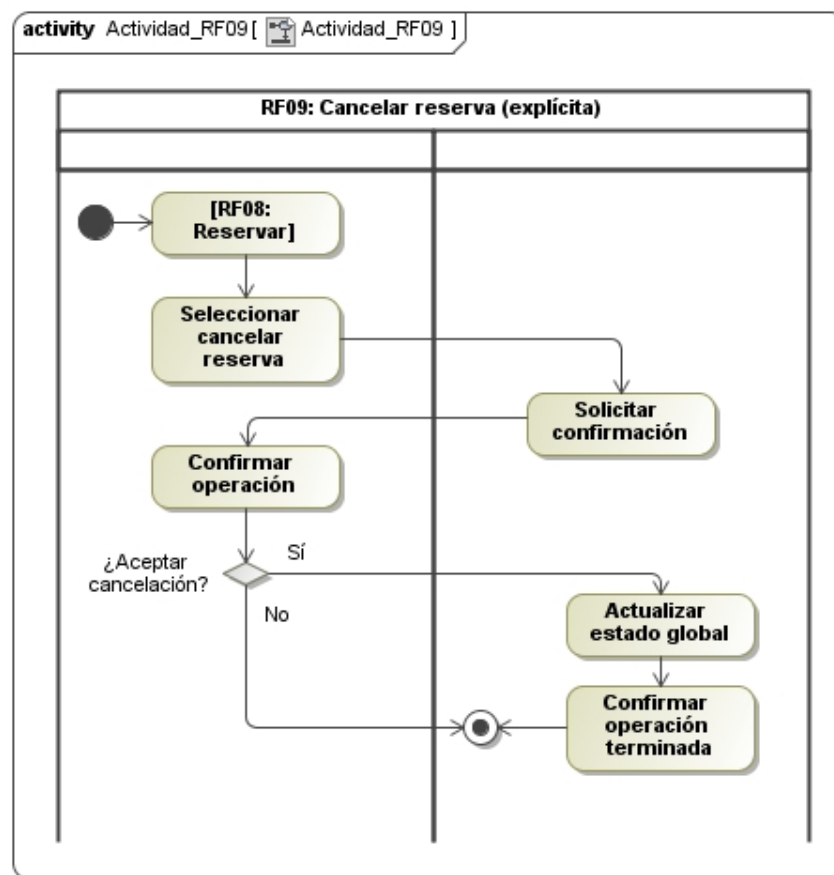 activity Actividad_RF09[ Actividad_RF09 ]
RF09: Cancelar reserva (explícita)
[RF08:
Reservar]
Seleccionar
cancelar
reserva
Solicitar
confirmación
Confirmar
operación
¿Aceptar
cancelación?
Sí
No
Actualizar
estado global
Confirmar
operación
terminada